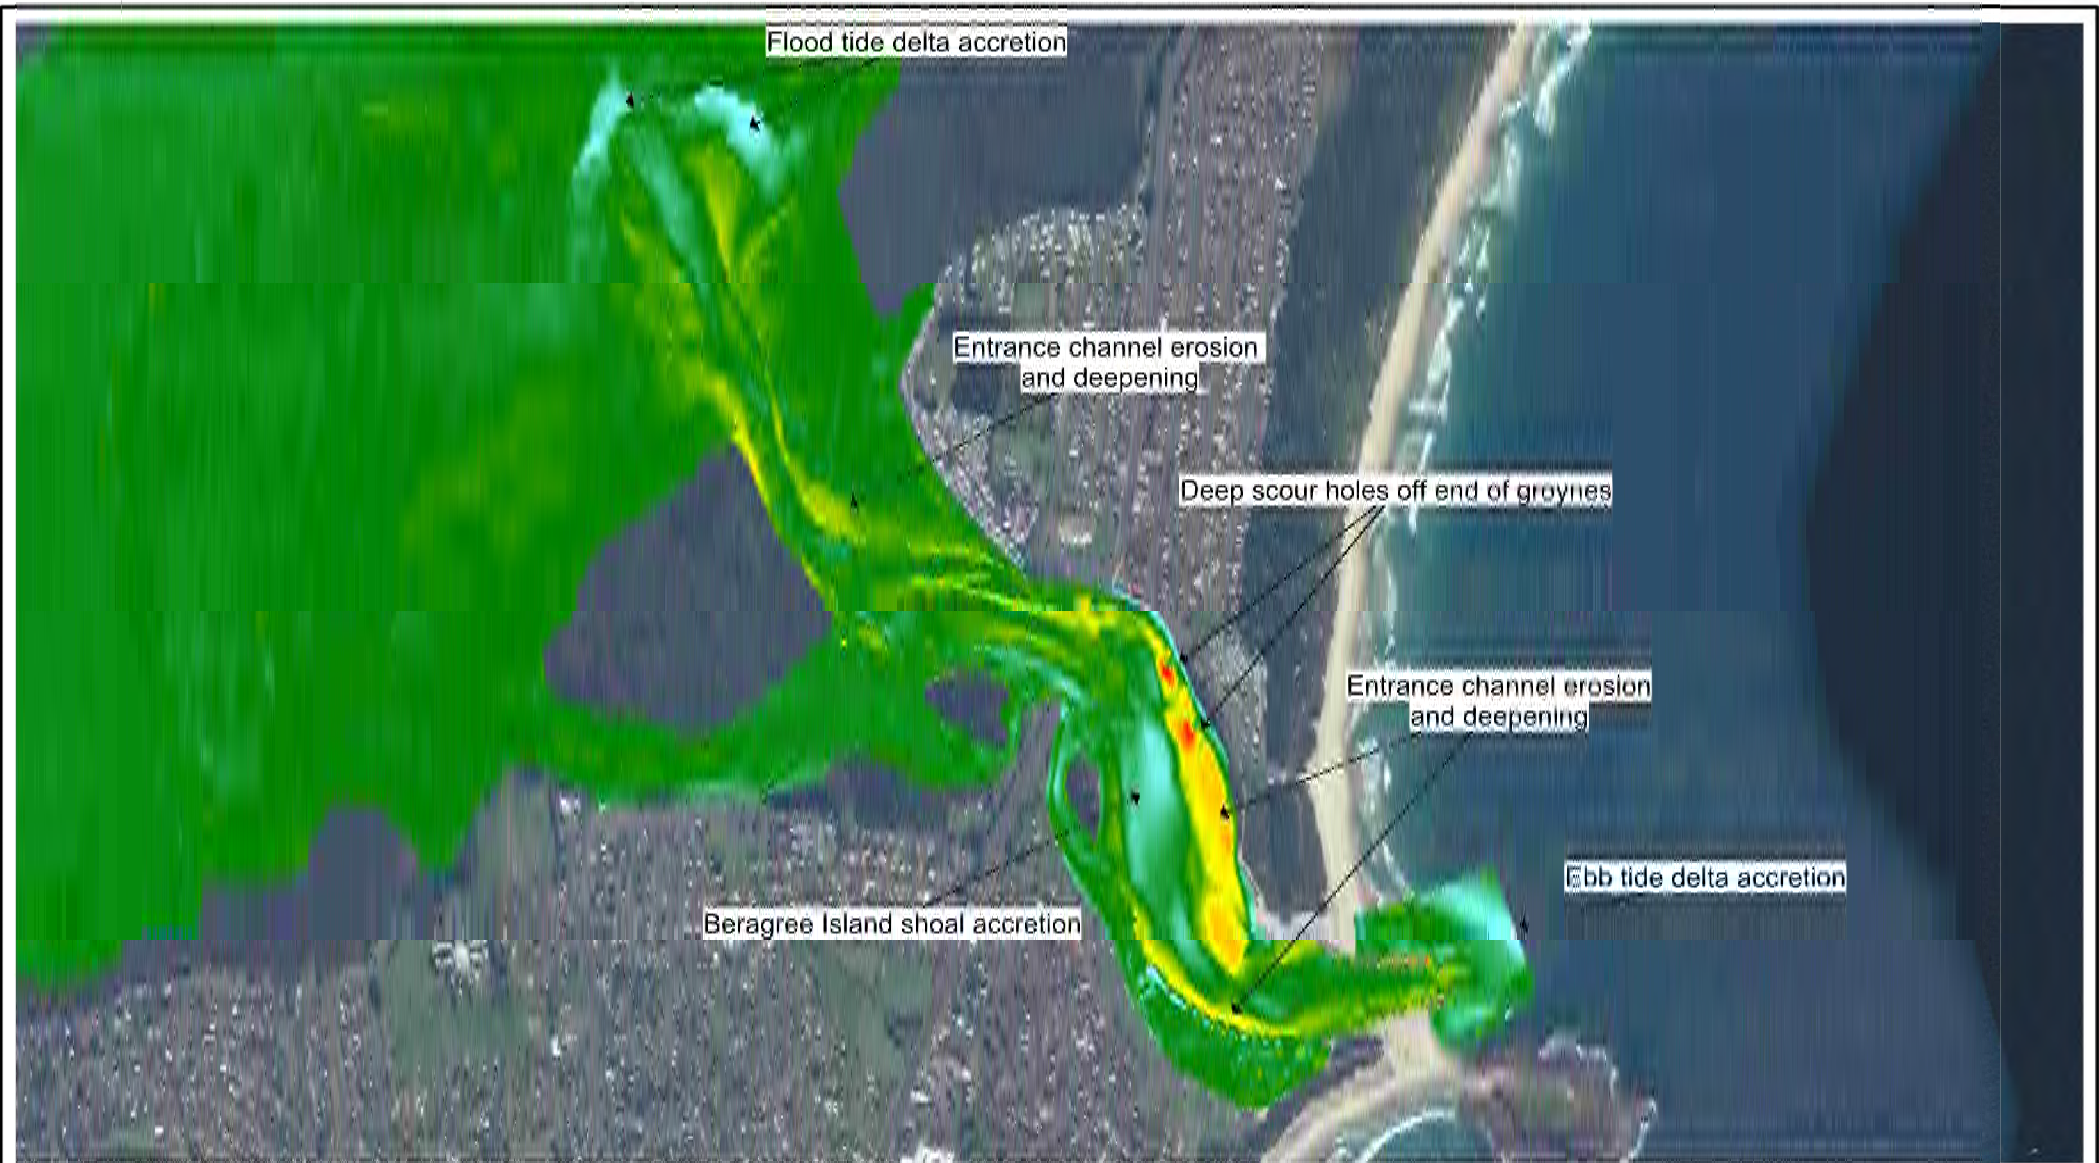 Flood tide delta accretion
Entrance channel erosion
and deepening
Deep scour holes off end of groynes
Entrance channel erosion
and deepening
Ebb tide delta accretion
Beragree Island shoal accretion